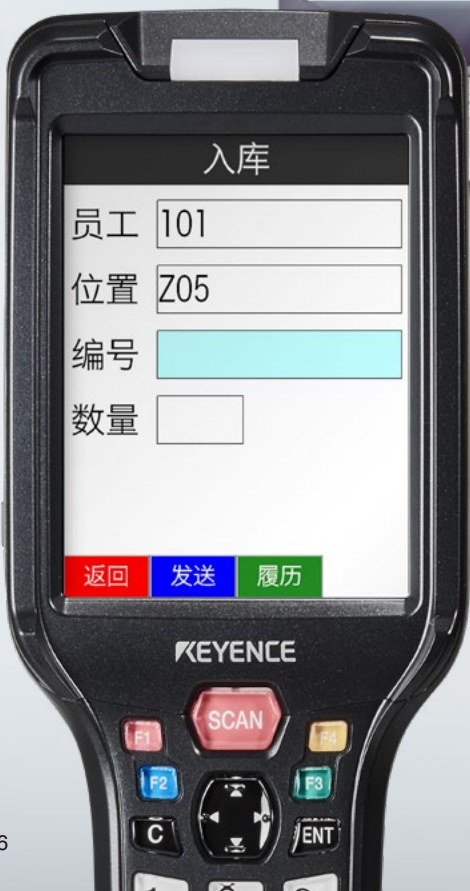 入库
员工 101
位置 Z05
编号
数量
返回 发送 履历
KEYENCE
SCAN
F1 F4
F2 F3
C ENT
6